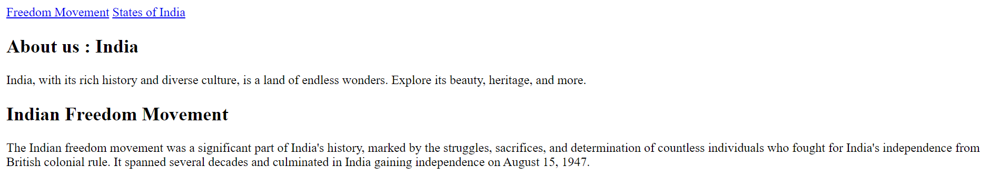 Freedom Movement States of India
About us : India
India, with its rich history and diverse culture, is a land of endless wonders. Explore its beauty, heritage, and more.
Indian Freedom Movement
The Indian freedom movement was a significant part of India's history, marked by the struggles, sacrifices, and determination of countless individuals who fought for India's independence from
British colonial rule. It spanned several decades and culminated in India gaining independence on August 15, 1947.